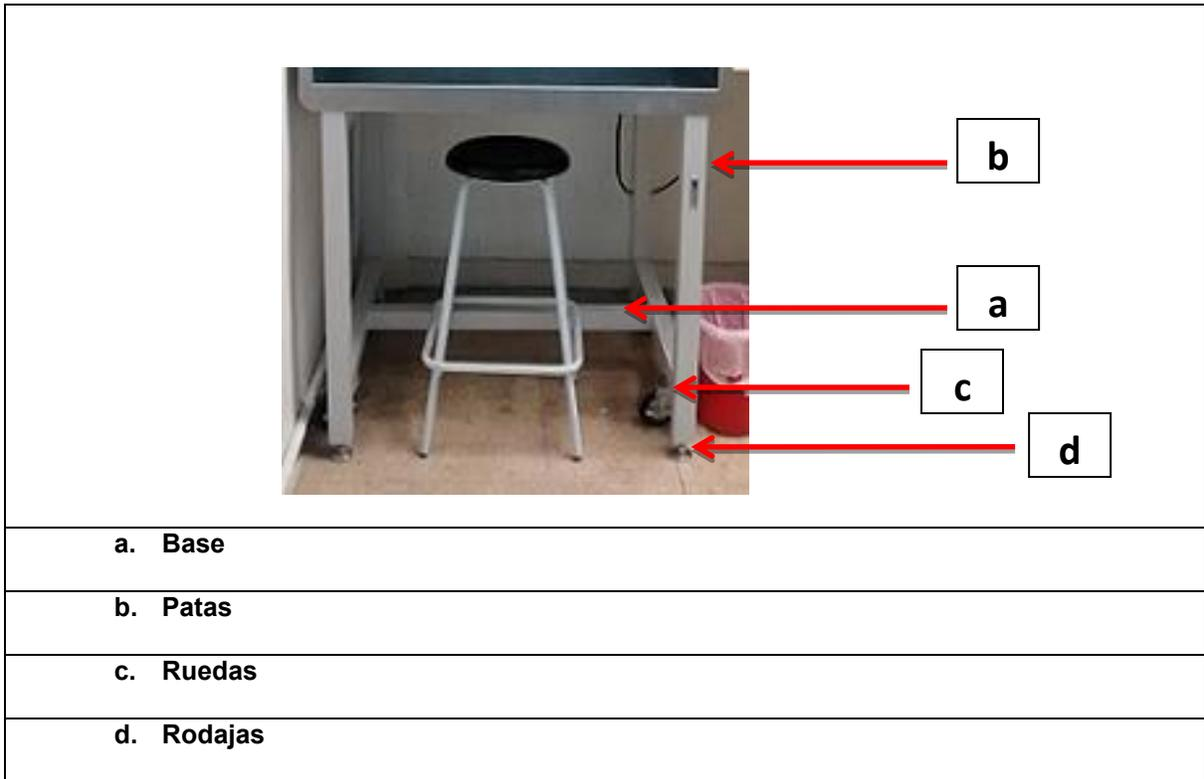 b
a
c
d
a. Base
b. Patas
c. Ruedas
d. Rodajas